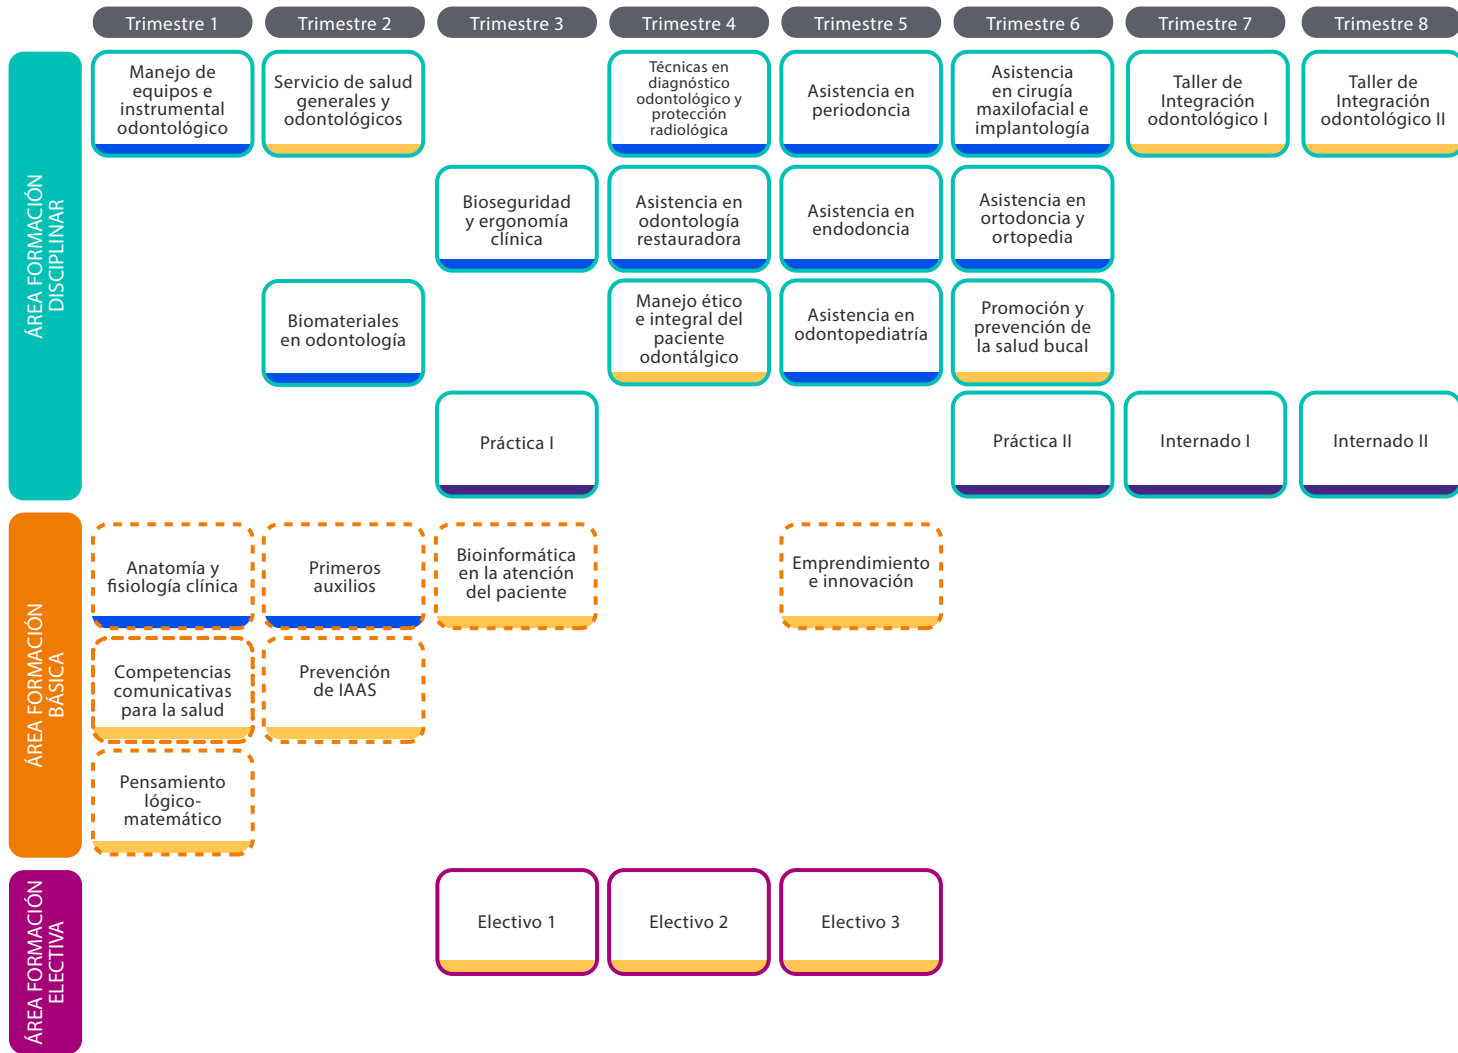 Trimestre 1
Trimestre 2
Trimestre 3
Trimestre 4
Trimestre 5
Trimestre 6
Trimestre 7
Trimestre 8
ÁREA FORMACIÓN
DISCIPLINAR
Manejo de
equipos e
instrumental
odontológico
Servicio de salud
generales y
odontológicos
Técnicas en
diagnóstico
odontológico y
protección
radiológica
Asistencia en
periodoncia
Asistencia
en cirugía
maxilofacial e
implantología
Taller de
Integración
odontológico I
Taller de
Integración
odontológico II
Bioseguridad
y ergonomía
clínica
Asistencia en
odontología
restauradora
Asistencia en
endodoncia
Asistencia en
ortodoncia y
ortopedia
Biomateriales
en odontología
Manejo ético
e integral del
paciente
odontálgico
Asistencia en
odontopediatría
Promoción y
prevención de
la salud bucal
Práctica I
Práctica II
Internado I
Internado II
ÁREA FORMACIÓN
BÁSICA
Anatomía y
fisiología clínica
Primeros
auxilios
Bioinformática
en la atención
del paciente
Emprendimiento
e innovación
Competencias
comunicativas
para la salud
Prevención
de IAAS
Pensamiento
lógico-
matemático
ÁREA FORMACIÓN
ELECTIVA
Electivo 1
Electivo 2
Electivo 3